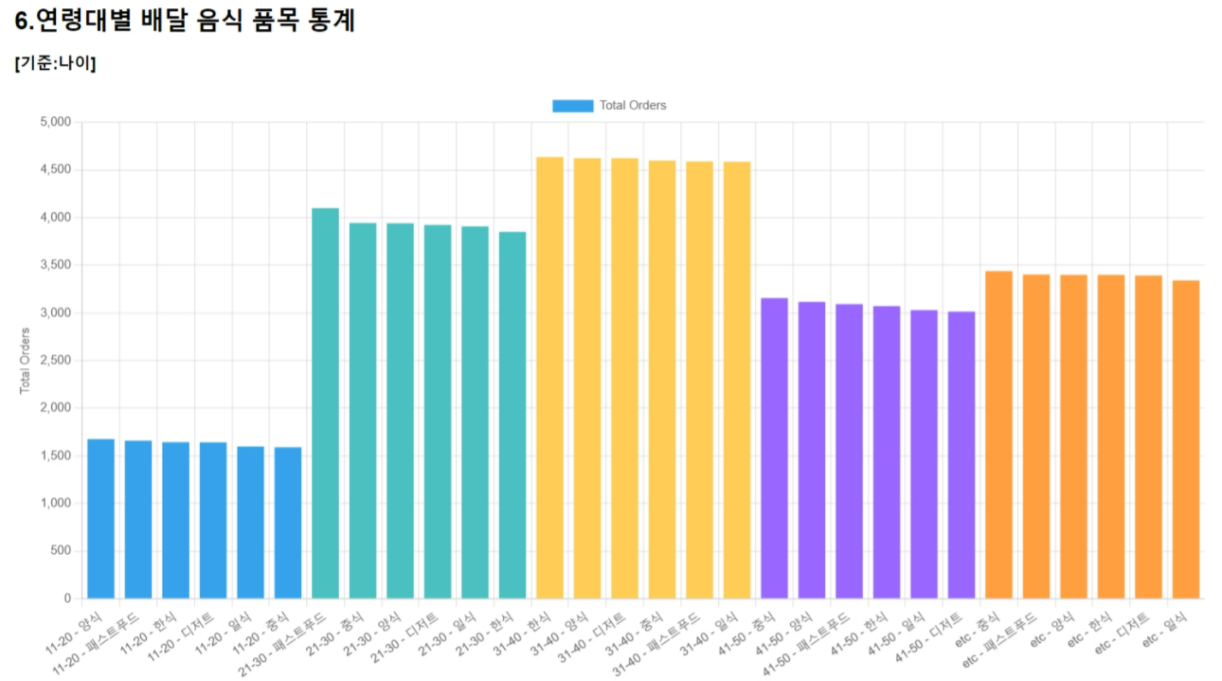 6.연령대별 배달 음식 품목 통계
[기준:나이]
Total Orders
5,000
4,500
4,000
3,500
3,000
2,500
2,000
1,500
1,000
500
0
Total Orders
11-20 - 양식
11-20 - 패스트푸드
11-20 - 한식
11-20 - 디저트
11-20 - 일식
11-20 - 중식
21-30 - 패스트푸드
21-30 - 중식
21-30 - 양식
21-30 - 디저트
21-30 - 일식
21-30 - 한식
31-40 - 한식
31-40 - 양식
31-40 - 디저트
31-40 - 중식
31-40 - 패스트푸드
31-40 - 일식
41-50 - 중식
41-50 - 양식
41-50 - 패스트푸드
41-50 - 한식
41-50 - 일식
41-50 - 디저트
etc - 중식
etc - 패스트푸드
etc - 양식
etc - 한식
etc - 디저트
etc - 일식